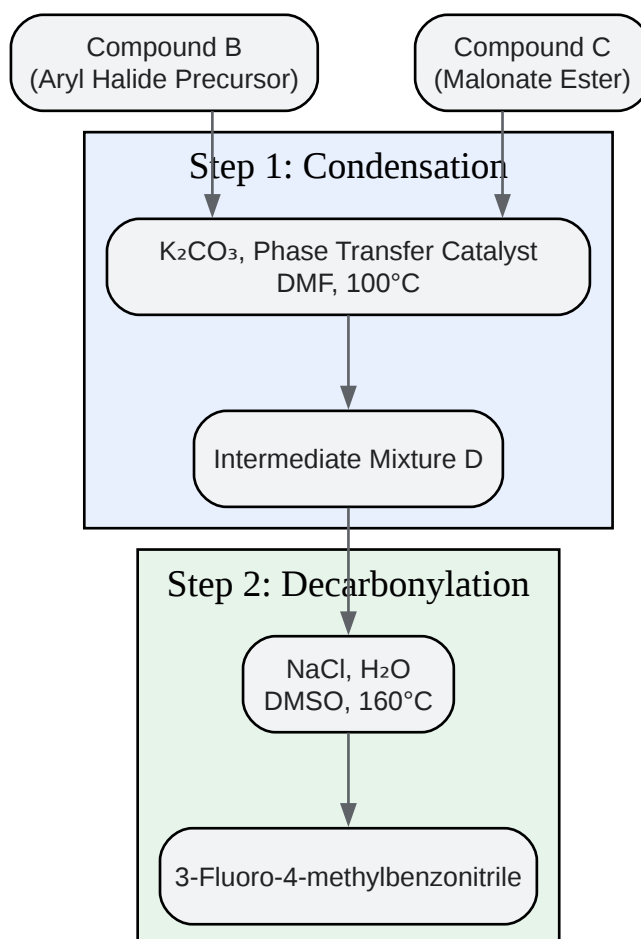 Compound B
(Aryl Halide Precursor)
Compound C
(Malonate Ester)
Step 1: Condensation
K₂CO₃, Phase Transfer Catalyst
DMF, 100°C
Intermediate Mixture D
Step 2: Decarbonylation
NaCl, H₂O
DMSO, 160°C
3-Fluoro-4-methylbenzonitrile